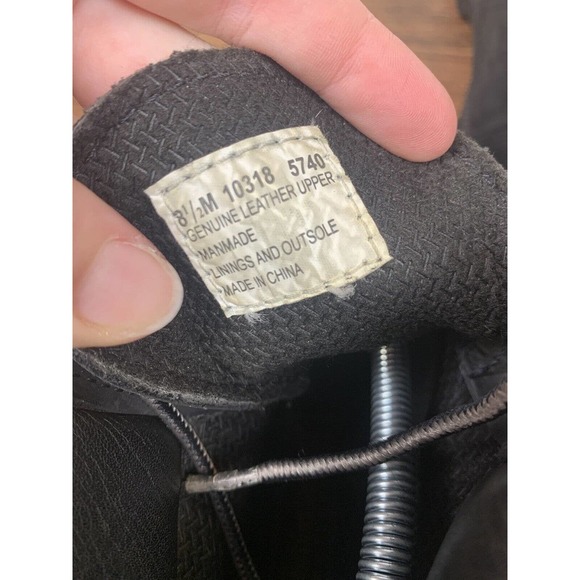 8½M 10318 5740
GENUINE LEATHER UPPER
*MANMADE
*LININGS AND OUTSOLE
*MADE IN CHINA